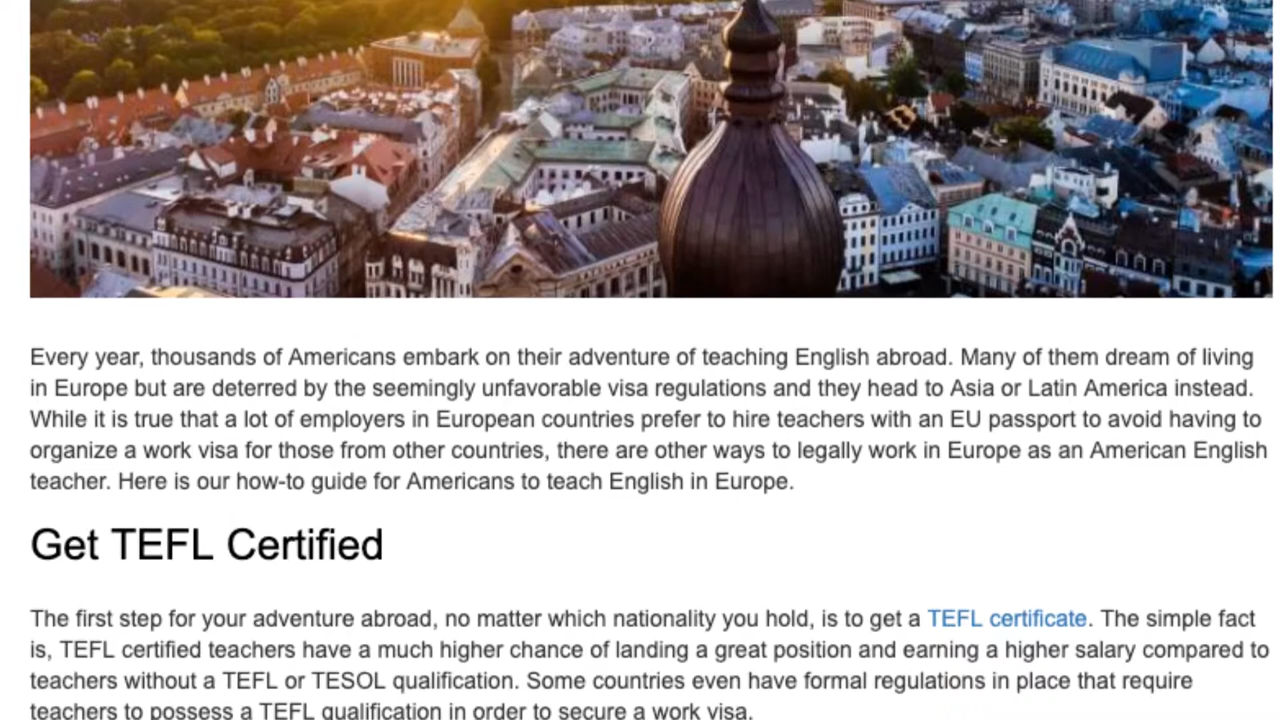 Every year, thousands of Americans embark on their adventure of teaching English abroad. Many of them dream of living
in Europe but are deterred by the seemingly unfavorable visa regulations and they head to Asia or Latin America instead.
While it is true that a lot of employers in European countries prefer to hire teachers with an EU passport to avoid having to
organize a work visa for those from other countries, there are other ways to legally work in Europe as an American English
teacher. Here is our how-to guide for Americans to teach English in Europe.
Get TEFL Certified
The first step for your adventure abroad, no matter which nationality you hold, is to get a TEFL certificate. The simple fact
is, TEFL certified teachers have a much higher chance of landing a great position and earning a higher salary compared to
teachers without a TEFL or TESOL qualification. Some countries even have formal regulations in place that require
teachers to possess a TEFL qualification in order to secure a work visa.